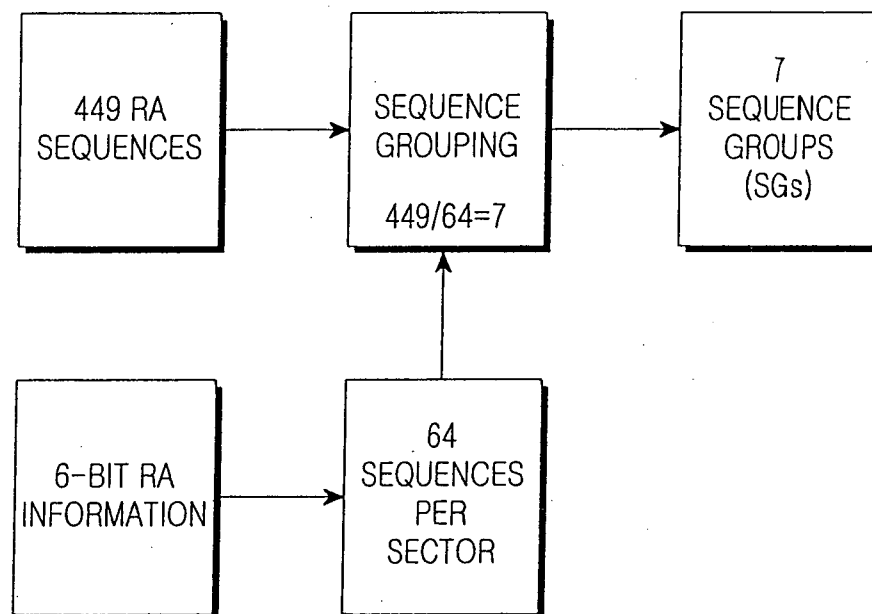 449 RA
SEQUENCES
SEQUENCE
GROUPING
449/64=7
7
SEQUENCE
GROUPS
(SGs)
6-BIT RA
INFORMATION
64
SEQUENCES
PER
SECTOR